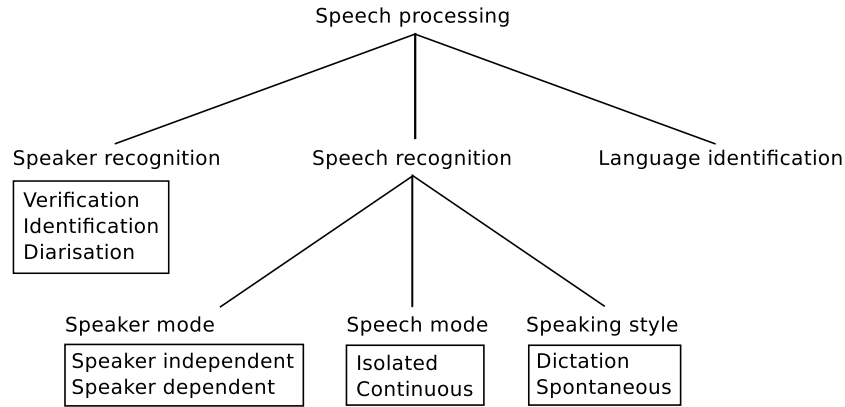 Speech processing
Speaker recognition
Speech recognition
Language identification
Verification
Identification
Diarisation
Speaker mode
Speech mode
Speaking style
Speaker independent
Speaker dependent
Isolated
Continuous
Dictation
Spontaneous